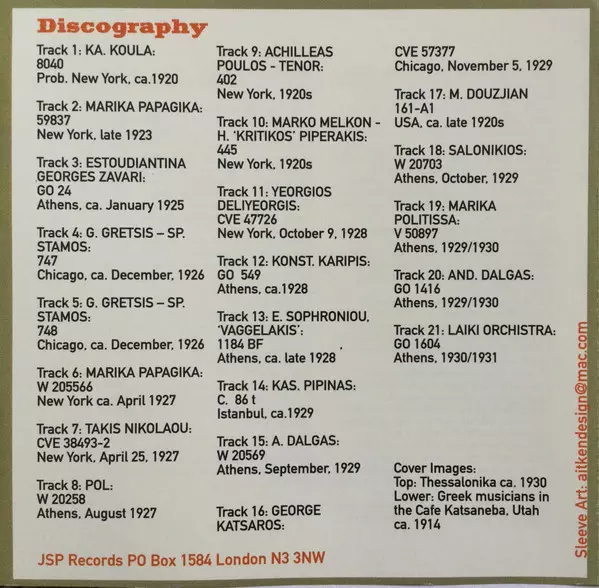 Discography
Track 1: KA. KOULA:
8040
Prob. New York, ca.1920
Track 2: MARIKA PAPAGIKA:
59837
New York, late 1923
Track 3: ESTOUDIANTINA
GEORGES ZAVARI:
GO 24
Athens, ca. January 1925
Track 4: G. GRETSIS – SP.
STAMOS:
747
Chicago, ca. December, 1926
Track 5: G. GRETSIS – SP.
STAMOS:
748
Chicago, ca. December, 1926
Track 6: MARIKA PAPAGIKA:
W 205566
New York ca. April 1927
Track 7: TAKIS NIKOLAOU:
CVE 38493-2
New York, April 25, 1927
Track 8: POL:
W 20258
Athens, August 1927
Track 9: ACHILLEAS
POULOS - TENOR:
402
New York, 1920s
Track 10: MARKO MELKON -
H. 'KRITIKOS' PIPERAKIS:
445
New York, 1920s
Track 11: YEORGIOS
DELIYEORGIS:
CVE 47726
New York, October 9, 1928
Track 12: KONST. KARIPIS:
GO 549
Athens, ca.1928
Track 13: E. SOPHRONIOU,
'VAGGELAKIS':
1184 BF
Athens, ca. late 1928
Track 14: KAS. PIPINAS:
C. 86 t
Istanbul, ca.1929
Track 15: A. DALGAS:
W 20569
Athens, September, 1929
Track 16: GEORGE
KATSAROS:
CVE 57377
Chicago, November 5, 1929
Track 17: M. DOUZJIAN
161-A1
USA, ca. late 1920s
Track 18: SALONIKIOS:
W 20703
Athens, October, 1929
Track 19: MARIKA
POLITISSA:
V 50897
Athens, 1929/1930
Track 20: AND. DALGAS:
GO 1416
Athens, 1929/1930
Track 21: LAIKI ORCHISTRA:
GO 1604
Athens, 1930/1931
Cover Images:
Top: Thessalonika ca. 1930
Lower: Greek musicians in
the Cafe Katsaneba, Utah
ca. 1914
JSP Records PO Box 1584 London N3 3NW
Sleeve Art: aitkendesign@mac.com